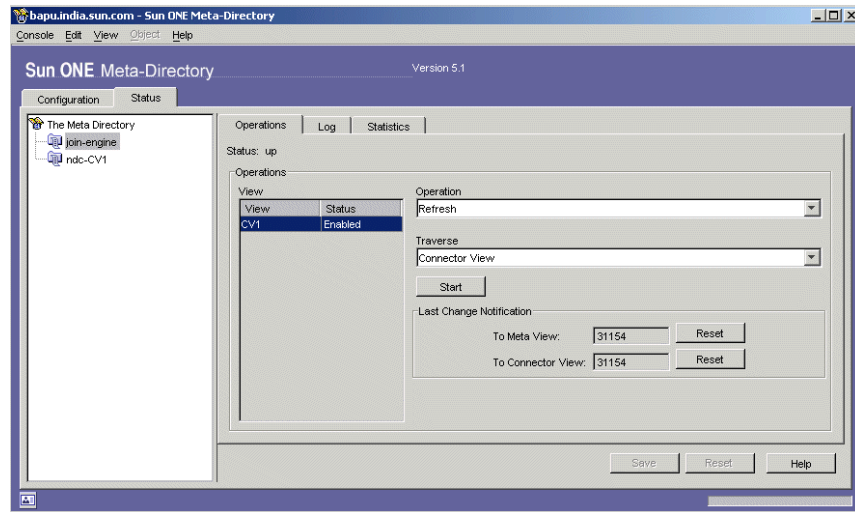 bapu.india.sun.com - Sun ONE Meta-Directory
Console Edit View Object Help
Sun ONE Meta-Directory
Version 5.1
Configuration Status
The Meta Directory
join-engine
ndc-CV1
Operations Log Statistics
Status: up
Operations
View
View Status
CV1 Enabled
Operation
Refresh
Traverse
Connector View
Start
Last Change Notification
To Meta View: 31154 Reset
To Connector View: 31154 Reset
Save Reset Help